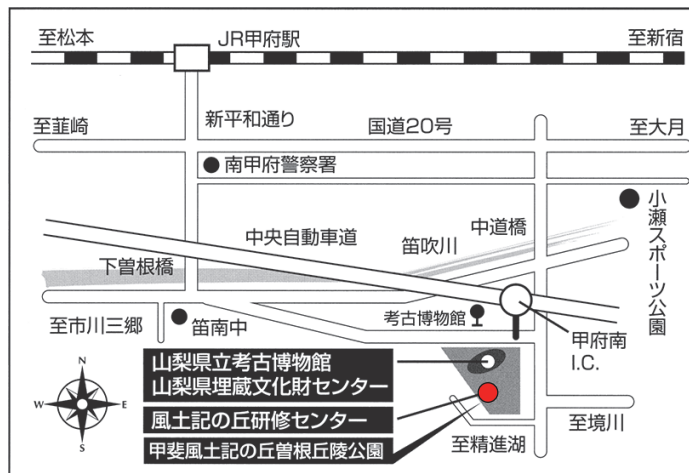 至松本
JR甲府駅
至新宿
新平和通り
国道20号
至韮崎
至大月
南甲府警察署
小瀬スポーツ公園
中道橋
笛吹川
中央自動車道
下曽根橋
考古博物館
至市川三郷
笛南中
甲府南
I.C.
山梨県立考古博物館
山梨県埋蔵文化財センター
風土記の丘研修センター
甲斐風土記の丘曽根丘陵公園
至境川
至精進湖
N
W
E
S